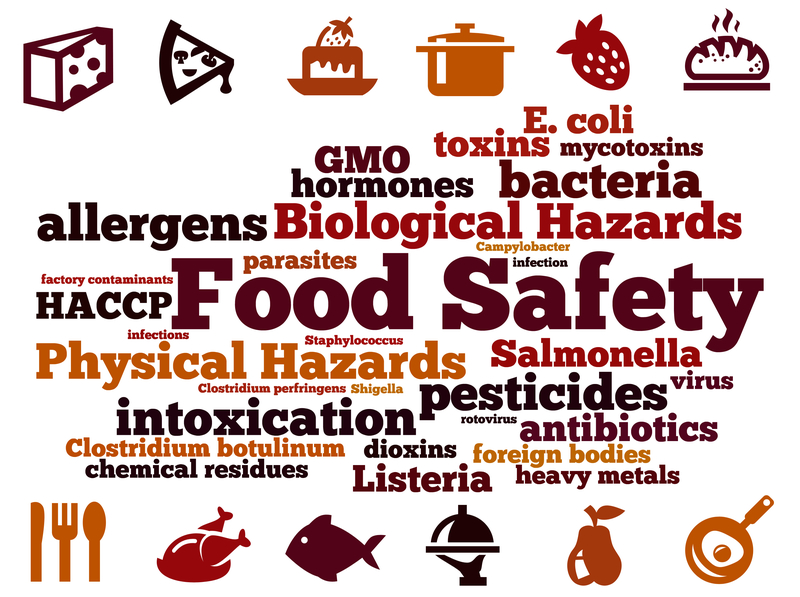 E. coli
GMO
toxins
mycotoxins
hormones
bacteria
allergens
Biological Hazards
Campylobacter
parasites
infection
factory contaminants
Food Safety
HACCP
infections
Staphylococcus
Physical Hazards
Salmonella
Clostridium perfringens
Shigella
pesticides
virus
intoxication
rotovirus
antibiotics
Clostridium botulinum
dioxins
foreign bodies
chemical residues
Listeria
heavy metals